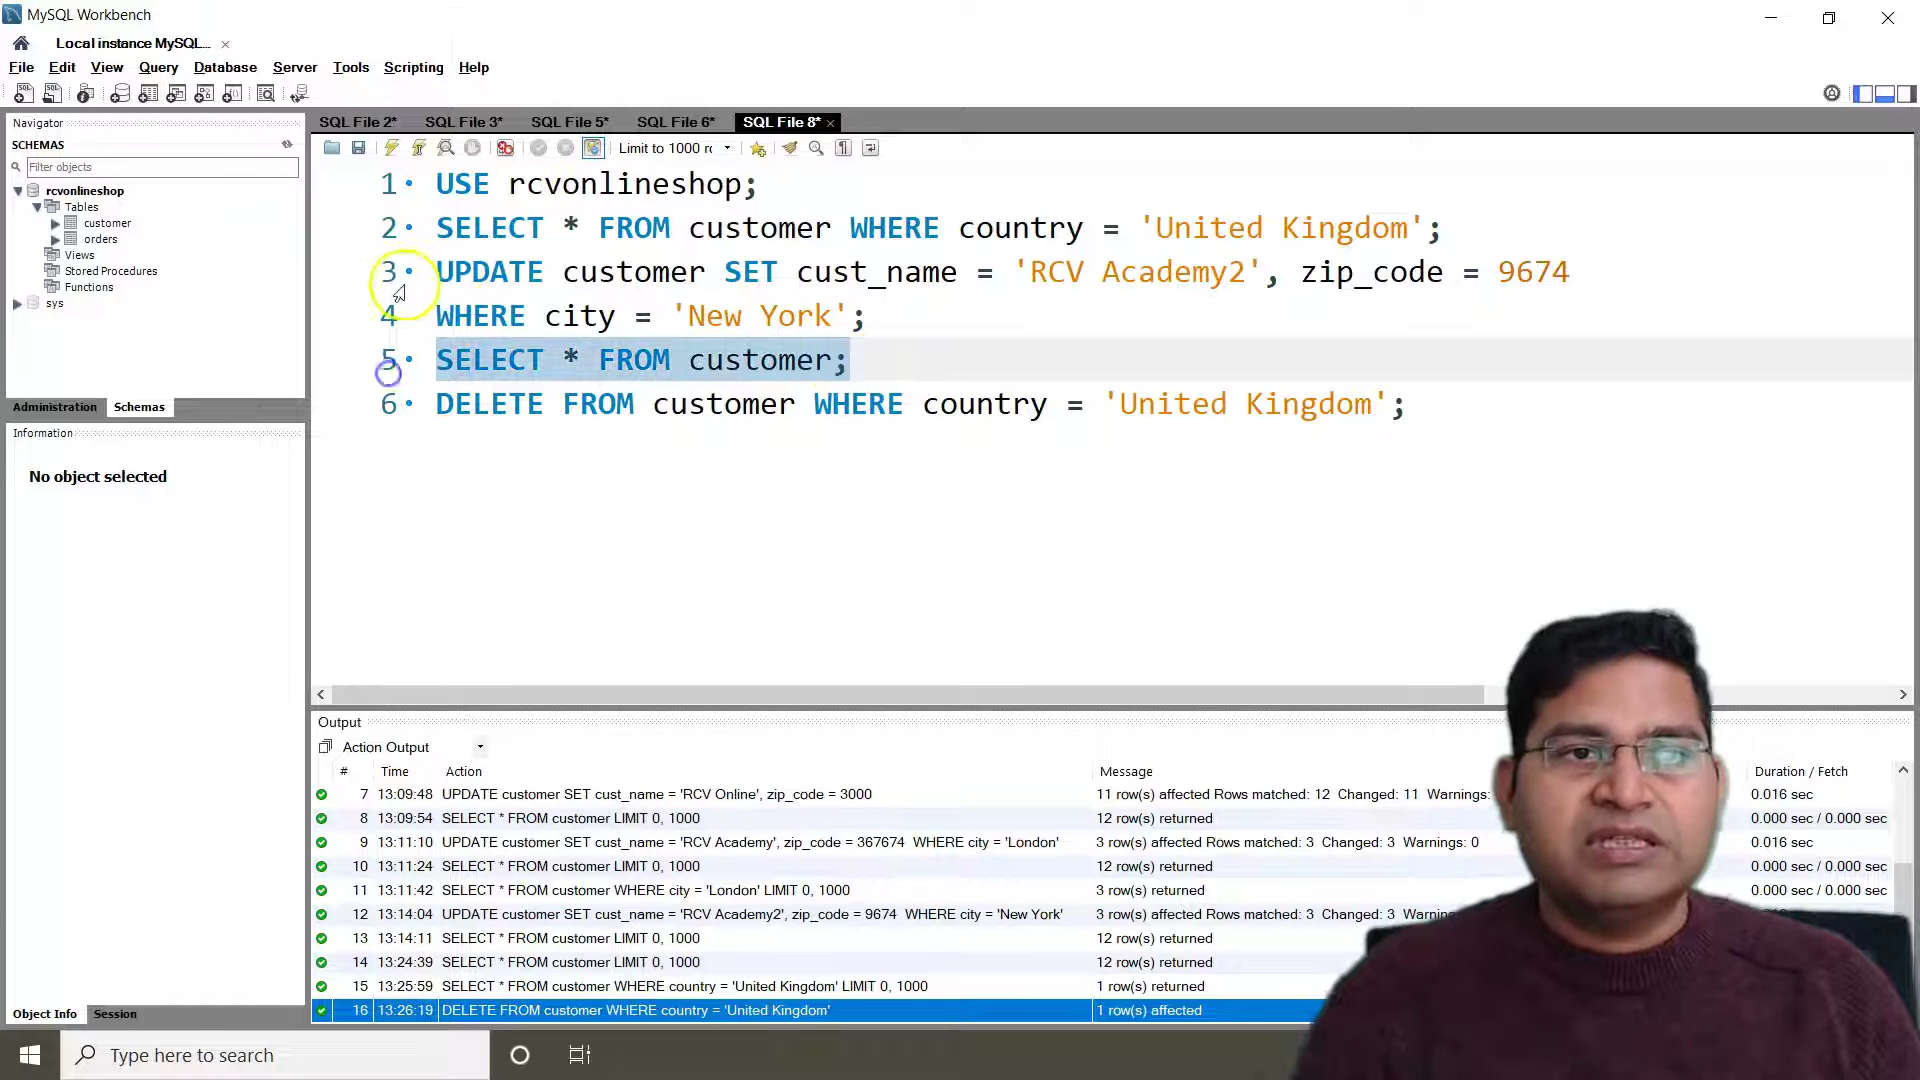 MySQL Workbench
Local instance MySQL...
File Edit View Query Database Server Tools Scripting Help
Navigator
SCHEMAS
Filter objects
rcvonlineshop
Tables
customer
orders
Views
Stored Procedures
Functions
sys
Administration Schemas
Information
No object selected
Object Info Session
SQL File 2* SQL File 3* SQL File 5* SQL File 6* SQL File 8*
Limit to 1000 rc
1 USE rcvonlineshop;
2 SELECT * FROM customer WHERE country = 'United Kingdom';
3 UPDATE customer SET cust_name = 'RCV Academy2', zip_code = 9674
4 WHERE city = 'New York';
5 SELECT * FROM customer;
6 DELETE FROM customer WHERE country = 'United Kingdom';
Output
Action Output
# Time Action Message Duration / Fetch
7 13:09:48 UPDATE customer SET cust_name = 'RCV Online', zip_code = 3000 11 row(s) affected Rows matched: 12 Changed: 11 Warnings: 0.016 sec
8 13:09:54 SELECT * FROM customer LIMIT 0, 1000 12 row(s) returned 0.000 sec / 0.000 sec
9 13:11:10 UPDATE customer SET cust_name = 'RCV Academy', zip_code = 367674 WHERE city = 'London' 3 row(s) affected Rows matched: 3 Changed: 3 Warnings: 0 0.016 sec
10 13:11:24 SELECT * FROM customer LIMIT 0, 1000 12 row(s) returned 0.000 sec / 0.000 sec
11 13:11:42 SELECT * FROM customer WHERE city = 'London' LIMIT 0, 1000 3 row(s) returned 0.000 sec / 0.000 sec
12 13:14:04 UPDATE customer SET cust_name = 'RCV Academy2', zip_code = 9674 WHERE city = 'New York' 3 row(s) affected Rows matched: 3 Changed: 3
13 13:14:11 SELECT * FROM customer LIMIT 0, 1000 12 row(s) returned
14 13:24:39 SELECT * FROM customer LIMIT 0, 1000 12 row(s) returned
15 13:25:59 SELECT * FROM customer WHERE country = 'United Kingdom' LIMIT 0, 1000 1 row(s) returned
16 13:26:19 DELETE FROM customer WHERE country = 'United Kingdom' 1 row(s) affected
Type here to search